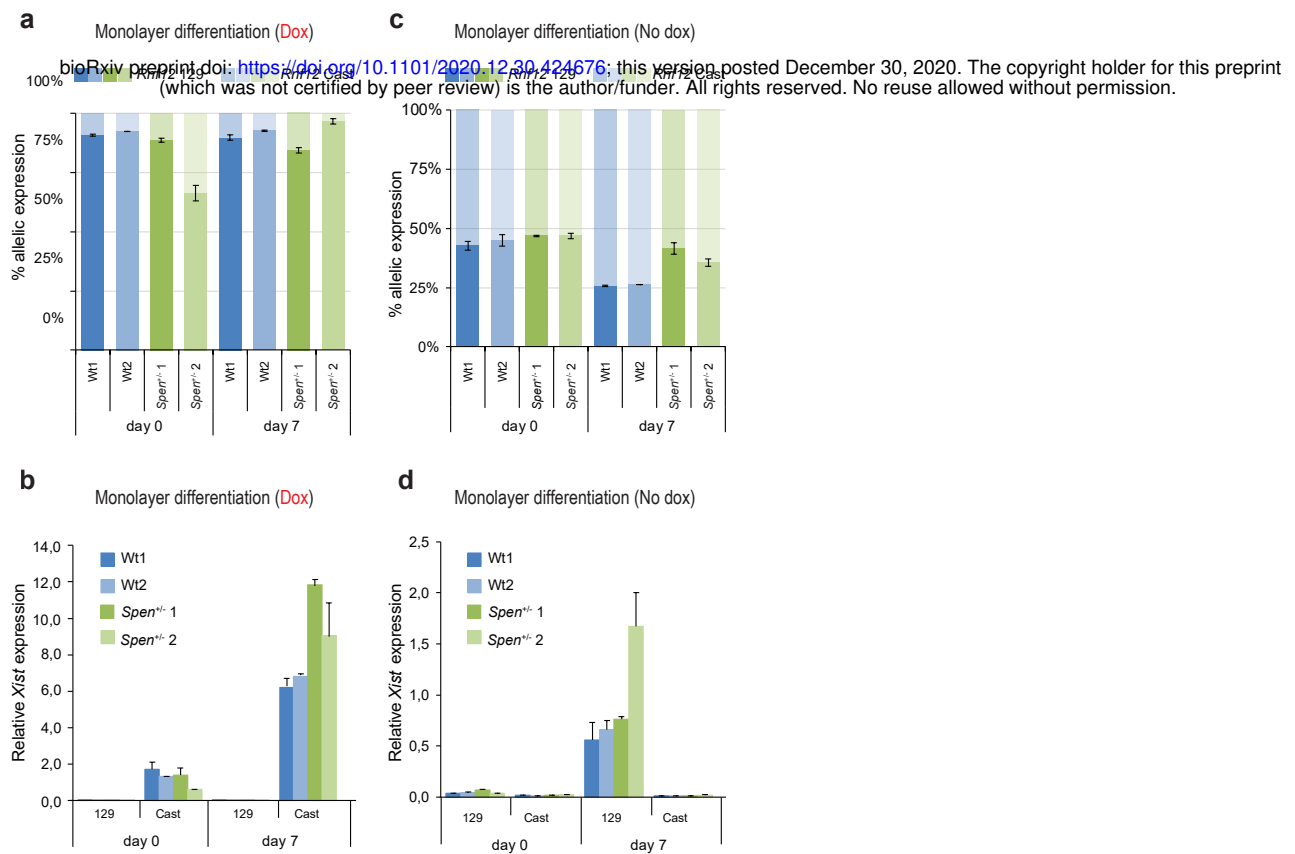 a
Monolayer differentiation (Dox)
c
Monolayer differentiation (No dox)
Rnf12 129
Rnf12 Cast
Rnf12 129
Rnf12 Cast
bioRxiv preprint doi: https://doi.org/10.1101/2020.12.30.424676; this version posted December 30, 2020. The copyright holder for this preprint
(which was not certified by peer review) is the author/funder. All rights reserved. No reuse allowed without permission.
% allelic expression
100%
75%
50%
25%
0%
Wt1
Wt2
Spen+/- 1
Spen+/- 2
Wt1
Wt2
Spen+/- 1
Spen+/- 2
day 0
day 7
% allelic expression
100%
75%
50%
25%
0%
Wt1
Wt2
Spen+/- 1
Spen+/- 2
Wt1
Wt2
Spen+/- 1
Spen+/- 2
day 0
day 7
b
Monolayer differentiation (Dox)
Relative Xist expression
14,0
12,0
10,0
8,0
6,0
4,0
2,0
0,0
Wt1
Wt2
Spen+/- 1
Spen+/- 2
129
Cast
129
Cast
day 0
day 7
d
Monolayer differentiation (No dox)
Relative Xist expression
2,5
2,0
1,5
1,0
0,5
0,0
Wt1
Wt2
Spen+/- 1
Spen+/- 2
129
Cast
129
Cast
day 0
day 7